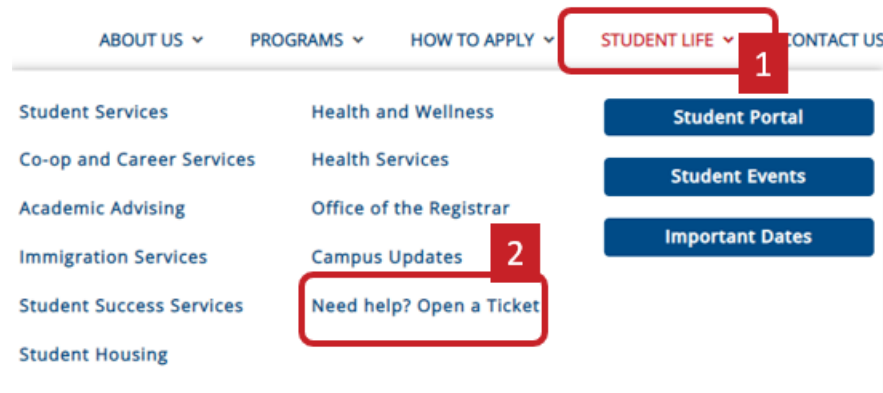 ABOUT US PROGRAMS HOW TO APPLY STUDENT LIFE CONTACT US
1
Student Services
Co-op and Career Services
Academic Advising
Immigration Services
Student Success Services
Student Housing
Health and Wellness
Health Services
Office of the Registrar
Campus Updates
2
Need help? Open a Ticket
Student Portal
Student Events
Important Dates